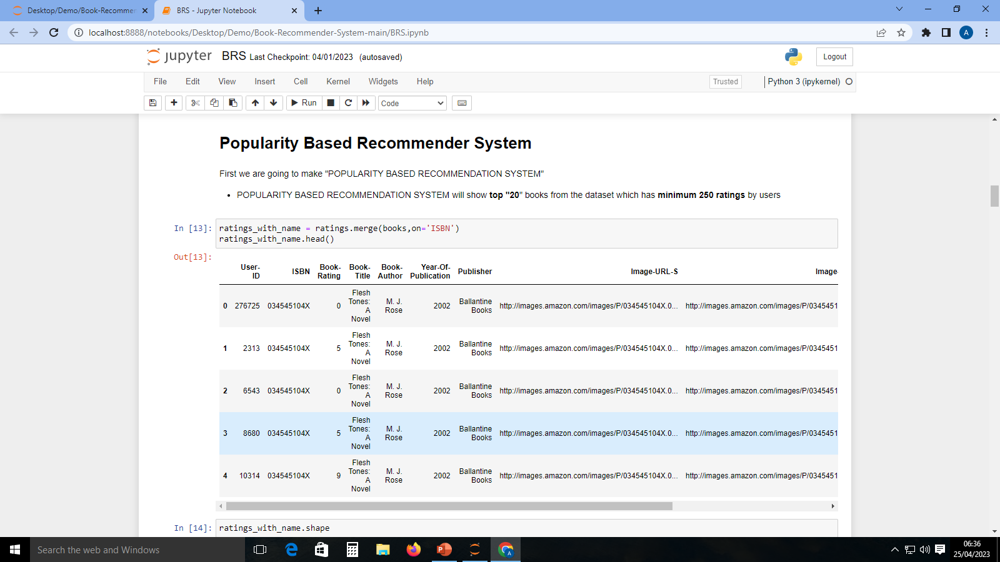 Desktop/Demo/Book-Recommen
BRS - Jupyter Notebook
localhost:8888/notebooks/Desktop/Demo/Book-Recommender-System-main/BRS.ipynb
A
jupyter BRS Last Checkpoint: 04/01/2023 (autosaved)
Logout
File Edit View Insert Cell Kernel Widgets Help
Trusted Python 3 (ipykernel)
Run Code
Popularity Based Recommender System
First we are going to make "POPULARITY BASED RECOMMENDATION SYSTEM"
• POPULARITY BASED RECOMMENDATION SYSTEM will show top "20" books from the dataset which has minimum 250 ratings by users
In [13]: ratings_with_name = ratings.merge(books,on='ISBN')
ratings_with_name.head()
Out[13]:
User- Book- Book- Book- Year-Of-
ID ISBN Rating Title Author Publication Publisher Image-URL-S Image-
Flesh
0 276725 034545104X 0 Tones: M. J. 2002 Ballantine http://images.amazon.com/images/P/034545104X.0... http://images.amazon.com/images/P/0345451
A Rose Books
Novel
Flesh
1 2313 034545104X 5 Tones: M. J. 2002 Ballantine http://images.amazon.com/images/P/034545104X.0... http://images.amazon.com/images/P/0345451
A Rose Books
Novel
Flesh
2 6543 034545104X 0 Tones: M. J. 2002 Ballantine http://images.amazon.com/images/P/034545104X.0... http://images.amazon.com/images/P/0345451
A Rose Books
Novel
Flesh
3 8680 034545104X 5 Tones: M. J. 2002 Ballantine http://images.amazon.com/images/P/034545104X.0... http://images.amazon.com/images/P/0345451
A Rose Books
Novel
Flesh
4 10314 034545104X 9 Tones: M. J. 2002 Ballantine http://images.amazon.com/images/P/034545104X.0... http://images.amazon.com/images/P/0345451
A Rose Books
Novel
In [14]: ratings_with_name.shape
Search the web and Windows
06:36
25/04/2023